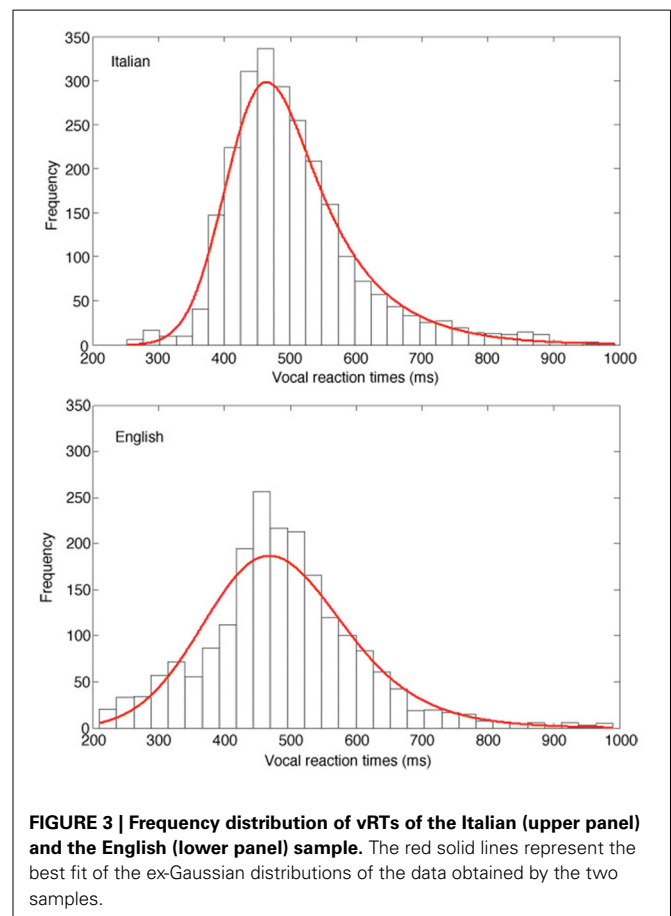 350
Italian
300
250
200
150
100
50
0
Frequency
200 300 400 500 600 700 800 900 1000
Vocal reaction times (ms)
350
English
300
250
200
150
100
50
0
Frequency
200 300 400 500 600 700 800 900 1000
Vocal reaction times (ms)
FIGURE 3 | Frequency distribution of vRTs of the Italian (upper panel)
and the English (lower panel) sample. The red solid lines represent the
best fit of the ex-Gaussian distributions of the data obtained by the two
samples.